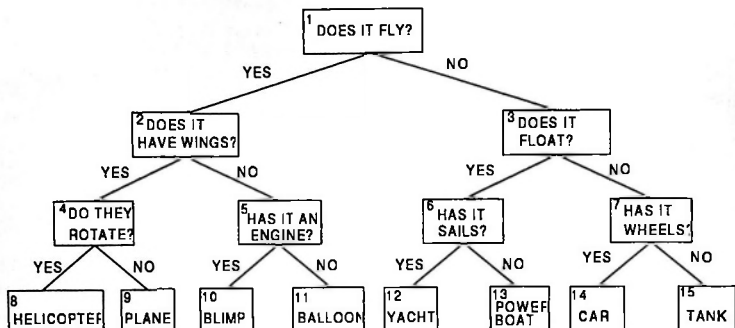 1 DOES IT FLY?
YES NO
2 DOES IT
HAVE WINGS?
3 DOES IT
FLOAT?
YES NO YES NO
4 DO THEY
ROTATE?
5 HAS IT AN
ENGINE?
6 HAS IT
SAILS?
7 HAS IT
WHEELS?
YES NO YES NO YES NO YES NO
8
HELICOPTER
9
PLANE
10
BLIMP
11
BALLOON
12
YACHT
13
POWER
BOAT
14
CAR
15
TANK